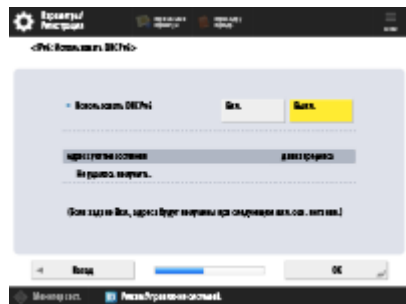 Параметры/
Регистрация
<IPv6: Использовать DHCPv6>
Использовать DHCPv6
Вкл.
Выкл.
Адрес с учетом состояния
Длина префикса
Не удалось получить.
(Если задано Вкл., адреса будут получены при следующем вкл. осн. питания.)
Назад
OK
Монитор сост.